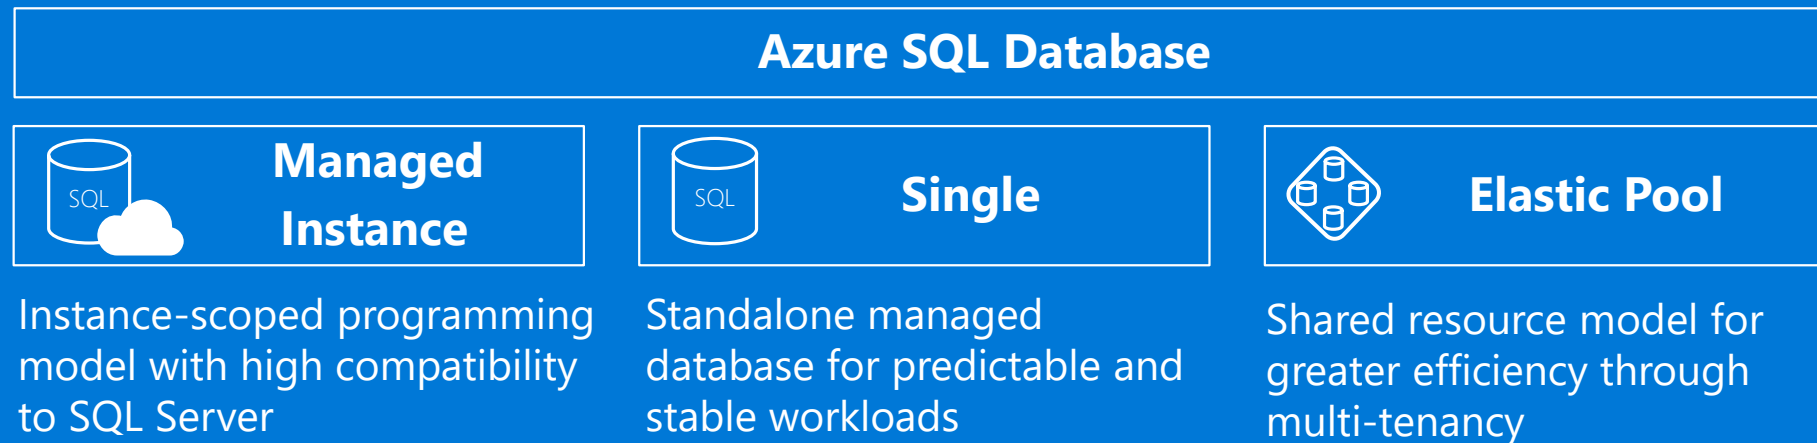 Azure SQL Database
SQL
Managed
Instance
SQL
Single
Elastic Pool
Instance-scoped programming
model with high compatibility
to SQL Server
Standalone managed
database for predictable and
stable workloads
Shared resource model for
greater efficiency through
multi-tenancy